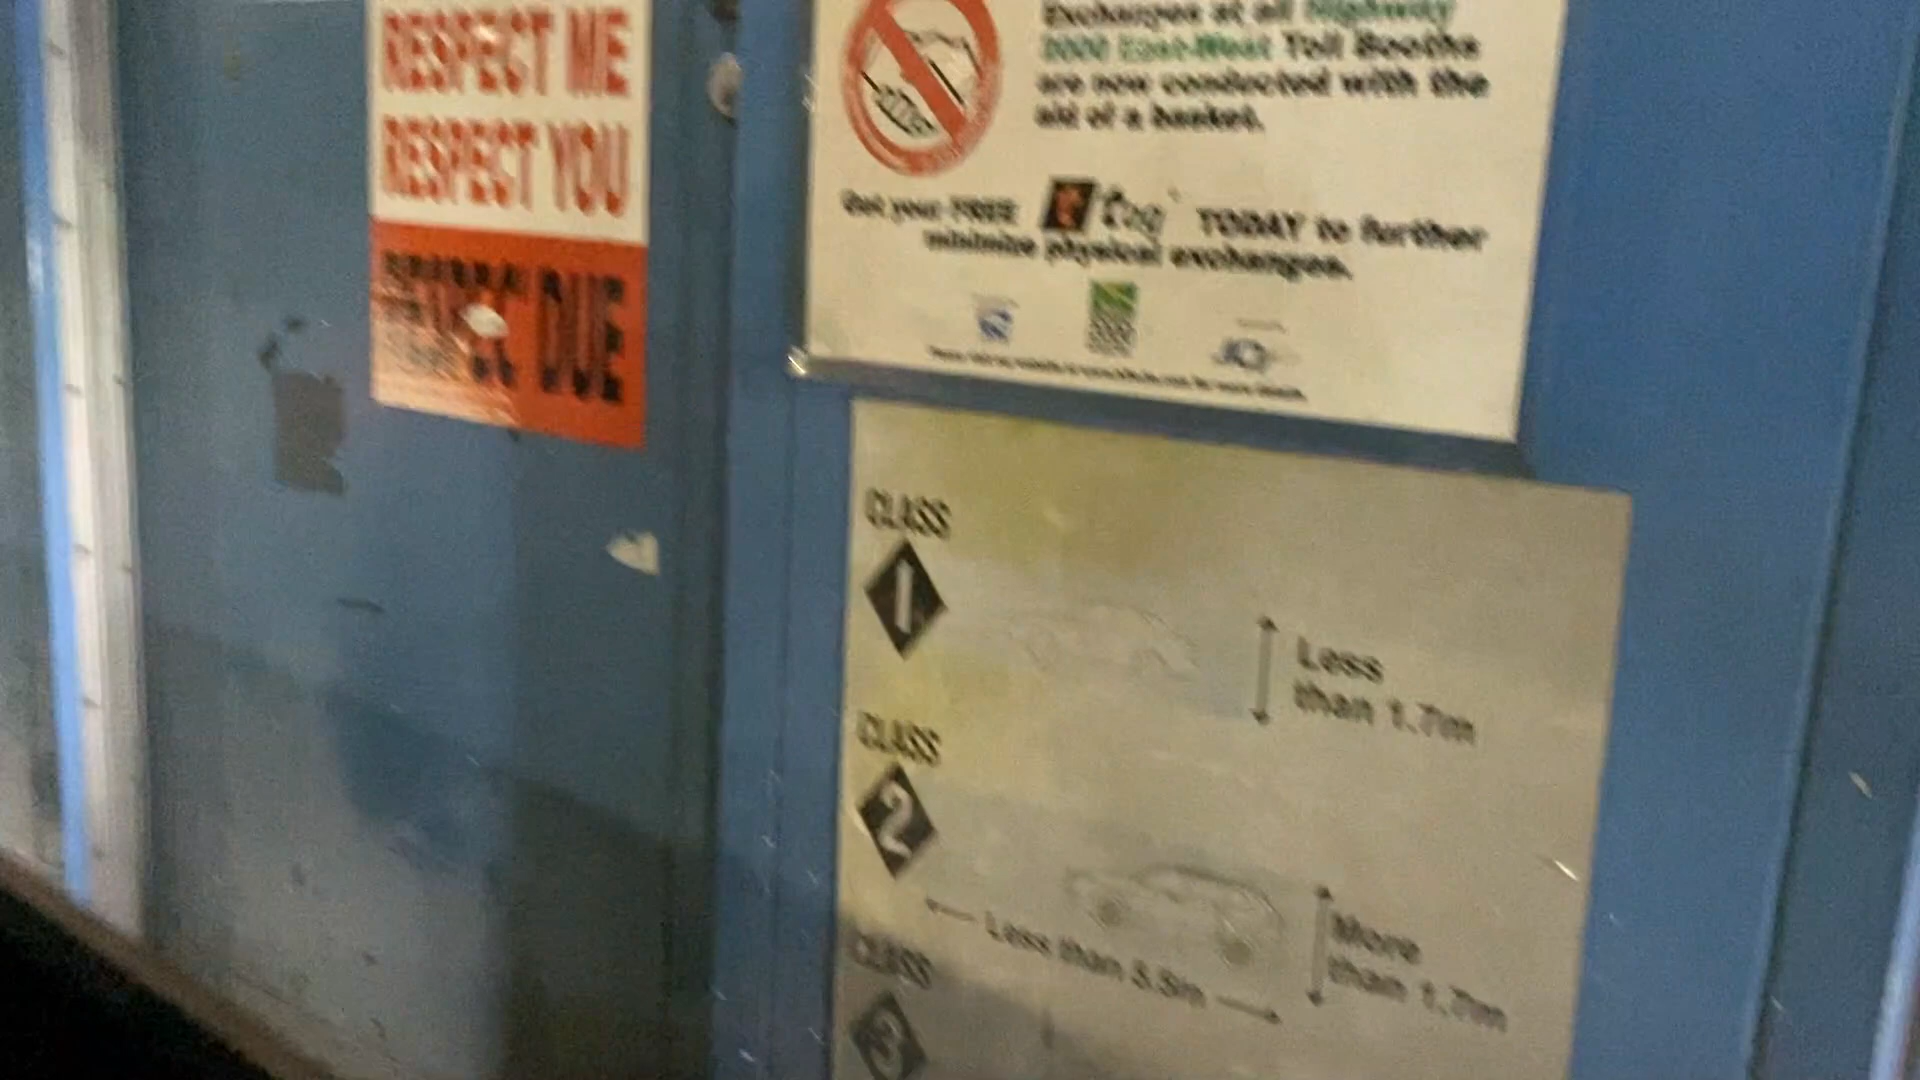 RESPECT ME
RESPECT YOU
RESPECT DUE
Exchanges at all Highway
2000 East-West Toll Booths
are now conducted with the
aid of a basket.
Get your FREE Tag TODAY to further
minimize physical exchanges.
CLASS
1
Less
than 1.7m
CLASS
2
Less than 5.5m
More
than 1.7m
CLASS
3